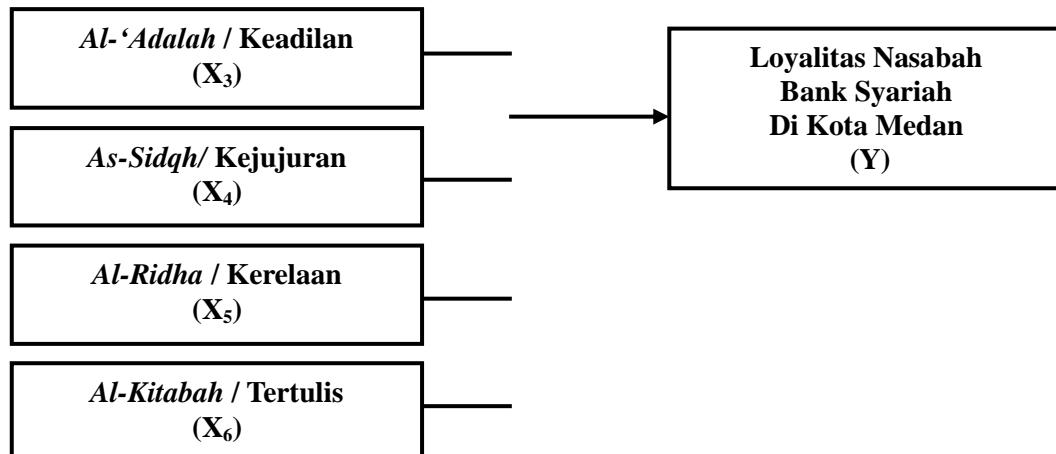 Al-‘Adalah / Keadilan
(X₃)
Loyalitas Nasabah
Bank Syariah
Di Kota Medan
(Y)
As-Sidqh/ Kejujuran
(X₄)
Al-Ridha / Kerelaan
(X₅)
Al-Kitabah / Tertulis
(X₆)